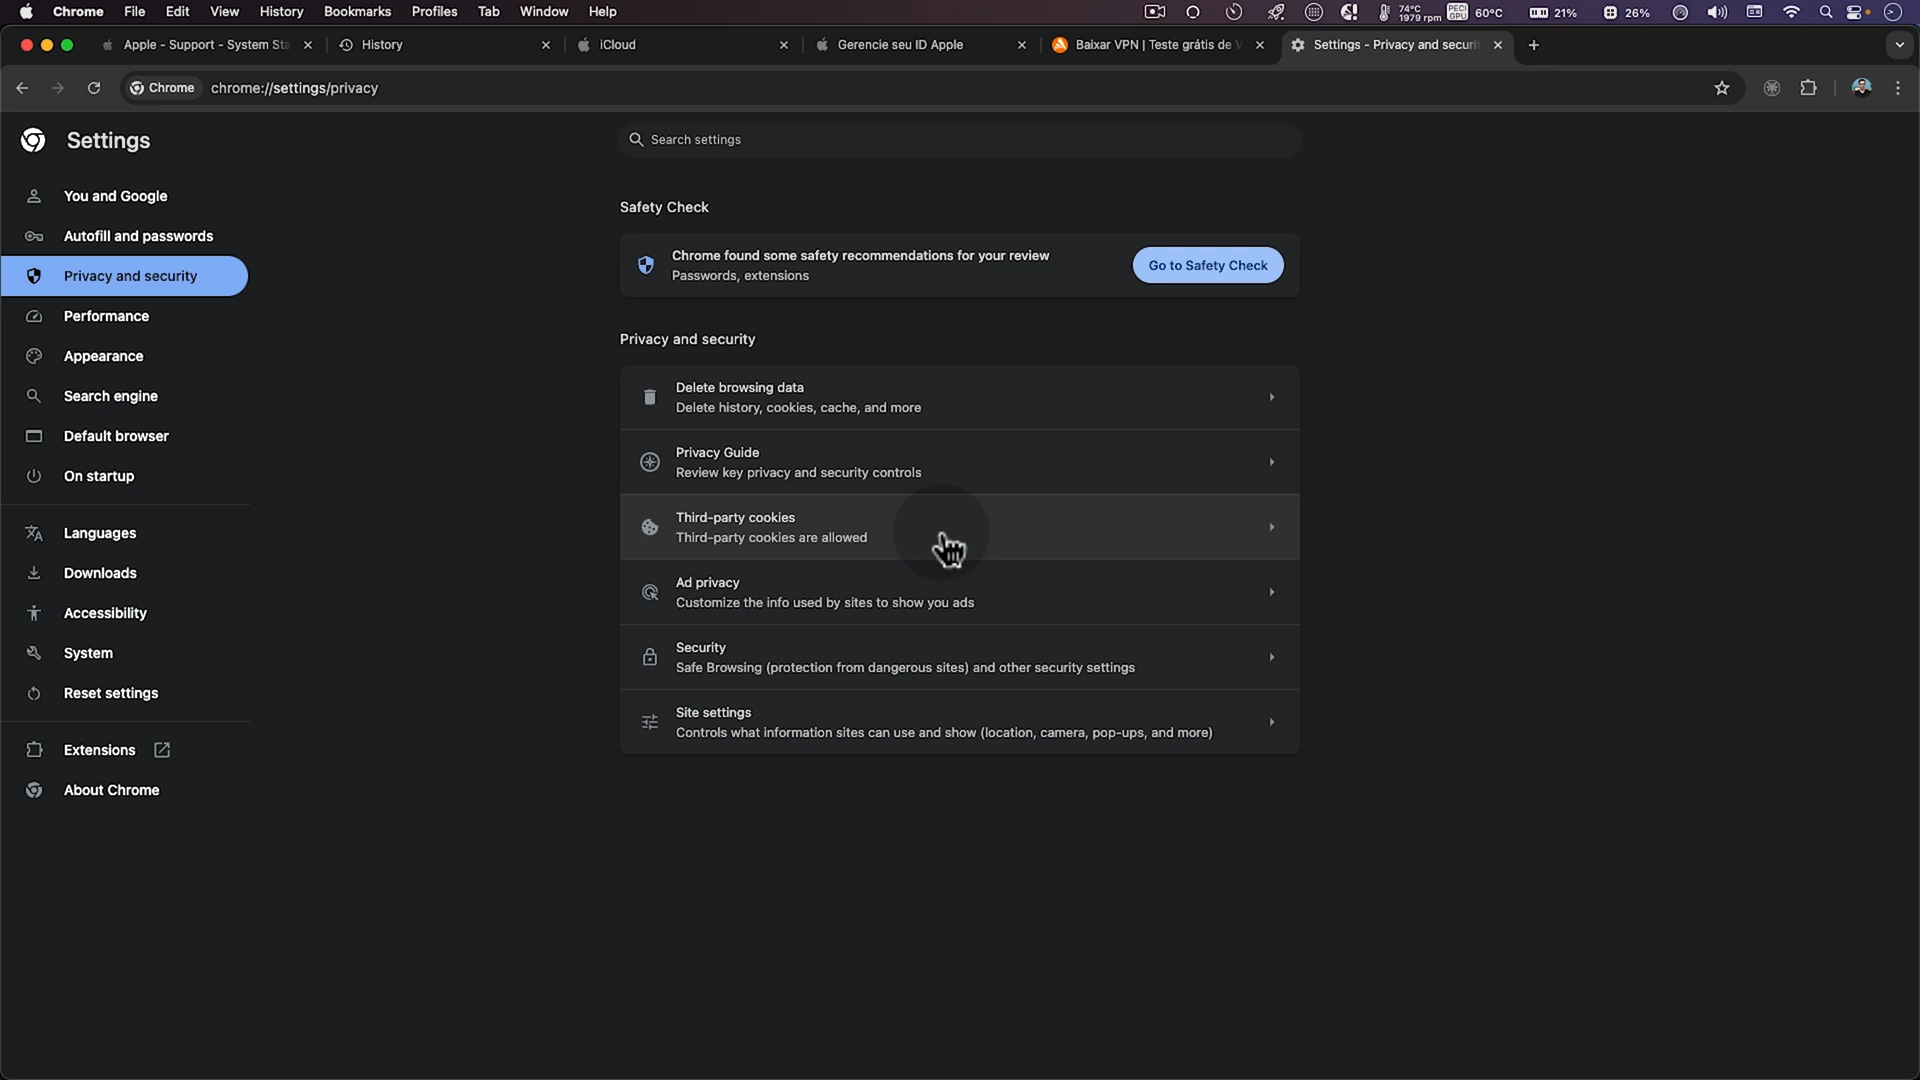 Chrome File Edit View History Bookmarks Profiles Tab Window Help
74°C
1979 rpm
PECI
GPU
60°C
21%
26%
Apple - Support - System Sta
History
iCloud
Gerencie seu ID Apple
Baixar VPN | Teste grátis de V
Settings - Privacy and securit
Chrome
chrome://settings/privacy
Settings
Search settings
You and Google
Autofill and passwords
Privacy and security
Performance
Appearance
Search engine
Default browser
On startup
Languages
Downloads
Accessibility
System
Reset settings
Extensions
About Chrome
Safety Check
Chrome found some safety recommendations for your review
Passwords, extensions
Go to Safety Check
Privacy and security
Delete browsing data
Delete history, cookies, cache, and more
Privacy Guide
Review key privacy and security controls
Third-party cookies
Third-party cookies are allowed
Ad privacy
Customize the info used by sites to show you ads
Security
Safe Browsing (protection from dangerous sites) and other security settings
Site settings
Controls what information sites can use and show (location, camera, pop-ups, and more)